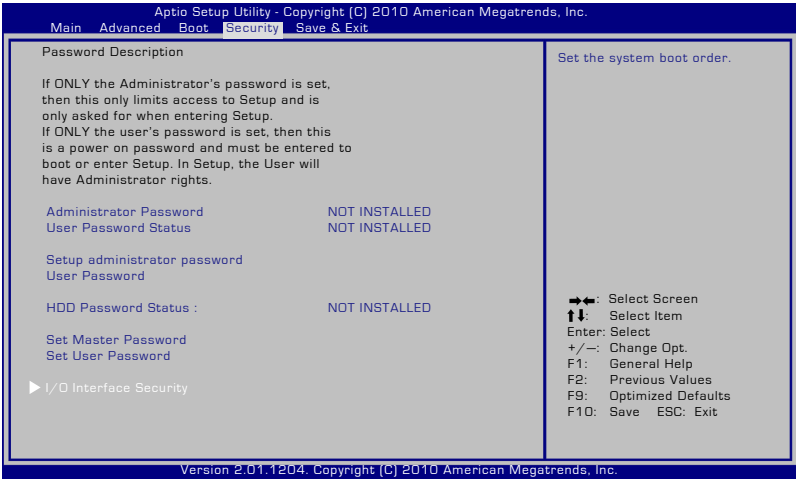 Aptio Setup Utility - Copyright (C) 2010 American Megatrends, Inc.
Main Advanced Boot Security Save & Exit
Password Description
If ONLY the Administrator's password is set,
then this only limits access to Setup and is
only asked for when entering Setup.
If ONLY the user's password is set, then this
is a power on password and must be entered to
boot or enter Setup. In Setup, the User will
have Administrator rights.
Administrator Password NOT INSTALLED
User Password Status NOT INSTALLED
Setup administrator password
User Password
HDD Password Status : NOT INSTALLED
Set Master Password
Set User Password
I/O Interface Security
Set the system boot order.
→←: Select Screen
↑↓: Select Item
Enter: Select
+/—: Change Opt.
F1: General Help
F2: Previous Values
F9: Optimized Defaults
F10: Save ESC: Exit
Version 2.01.1204. Copyright (C) 2010 American Megatrends, Inc.